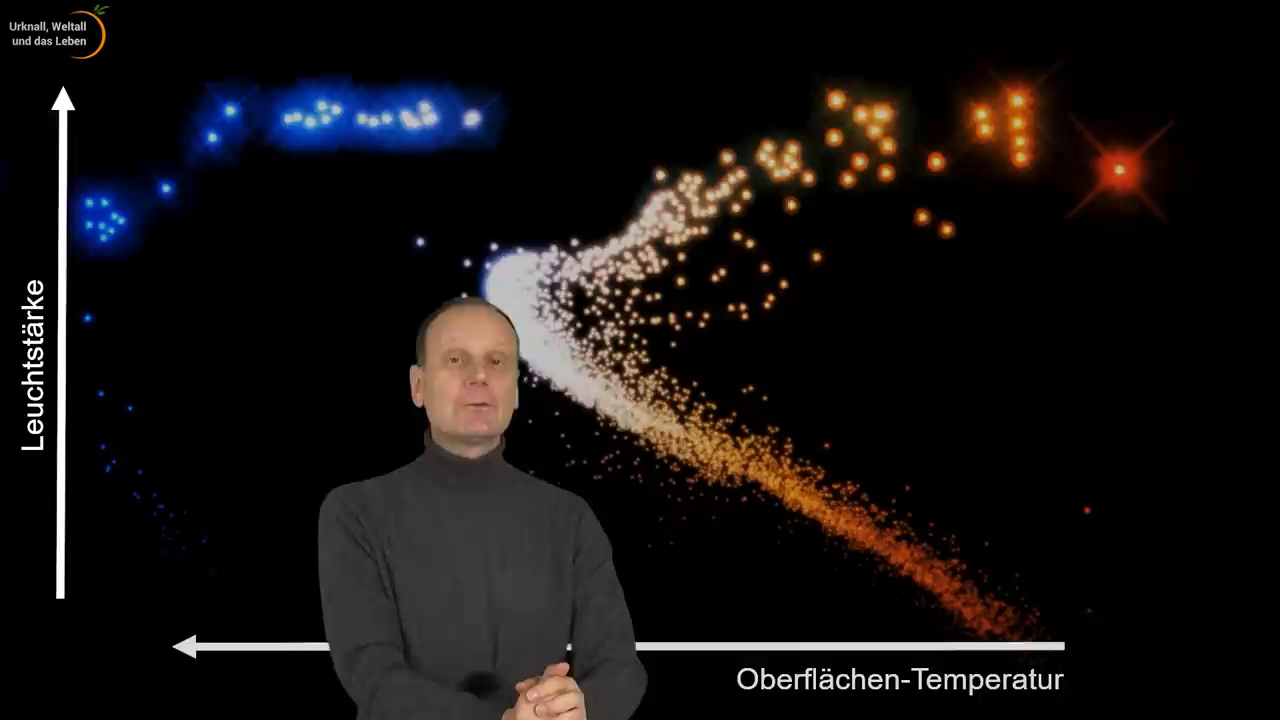 Urknall, Weltall
und das Leben
Leuchtstärke
Oberflächen-Temperatur